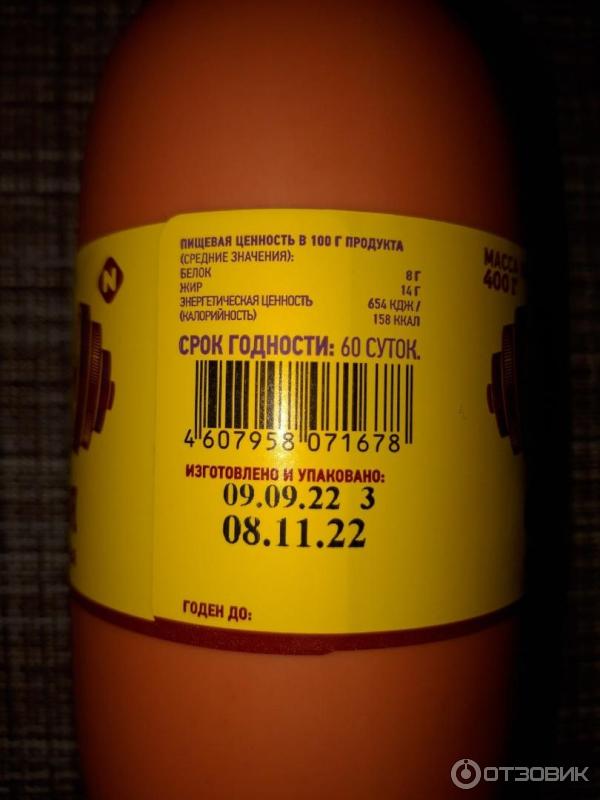 ПИЩЕВАЯ ЦЕННОСТЬ В 100 Г ПРОДУКТА
(СРЕДНИЕ ЗНАЧЕНИЯ):
БЕЛОК 8 Г
ЖИР 14 Г
ЭНЕРГЕТИЧЕСКАЯ ЦЕННОСТЬ 654 КДЖ /
(КАЛОРИЙНОСТЬ) 158 ККАЛ
СРОК ГОДНОСТИ: 60 СУТОК.
4 607958 071678
ИЗГОТОВЛЕНО И УПАКОВАНО:
09.09.22 3
08.11.22
ГОДЕН ДО:
N
МАССА
400 Г
ОТЗОВИК